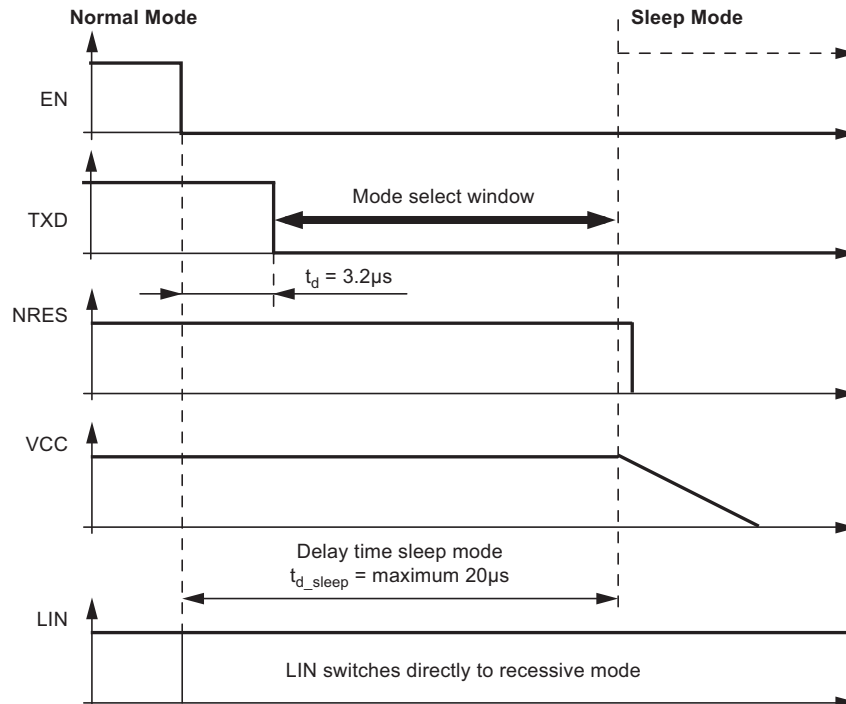 Normal Mode
Sleep Mode
EN
TXD
Mode select window
t_d = 3.2µs
NRES
VCC
Delay time sleep mode
t_d_sleep = maximum 20µs
LIN
LIN switches directly to recessive mode